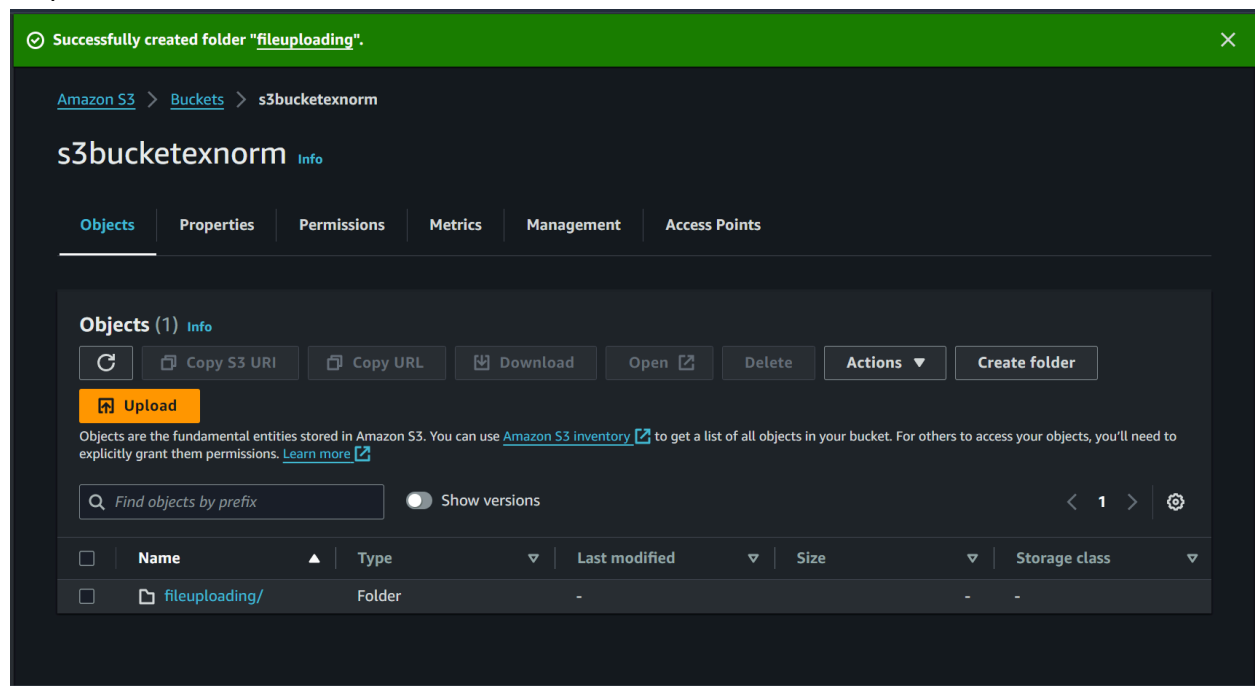 Successfully created folder "fileuploading".
Amazon S3 > Buckets > s3bucketexnorm
s3bucketexnorm Info
Objects Properties Permissions Metrics Management Access Points
Objects (1) Info
Copy S3 URI Copy URL Download Open Delete Actions Create folder
Upload
Objects are the fundamental entities stored in Amazon S3. You can use Amazon S3 inventory to get a list of all objects in your bucket. For others to access your objects, you'll need to
explicitly grant them permissions. Learn more
Find objects by prefix Show versions < 1 >
Name Type Last modified Size Storage class
fileuploading/ Folder - - -